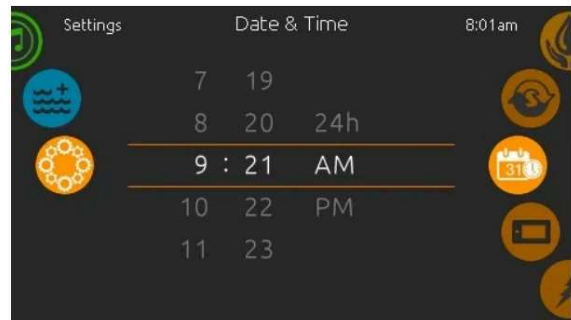 Settings Date & Time 8:01am
7 19
8 20 24h
9 : 21 AM
10 22 PM
11 23
31